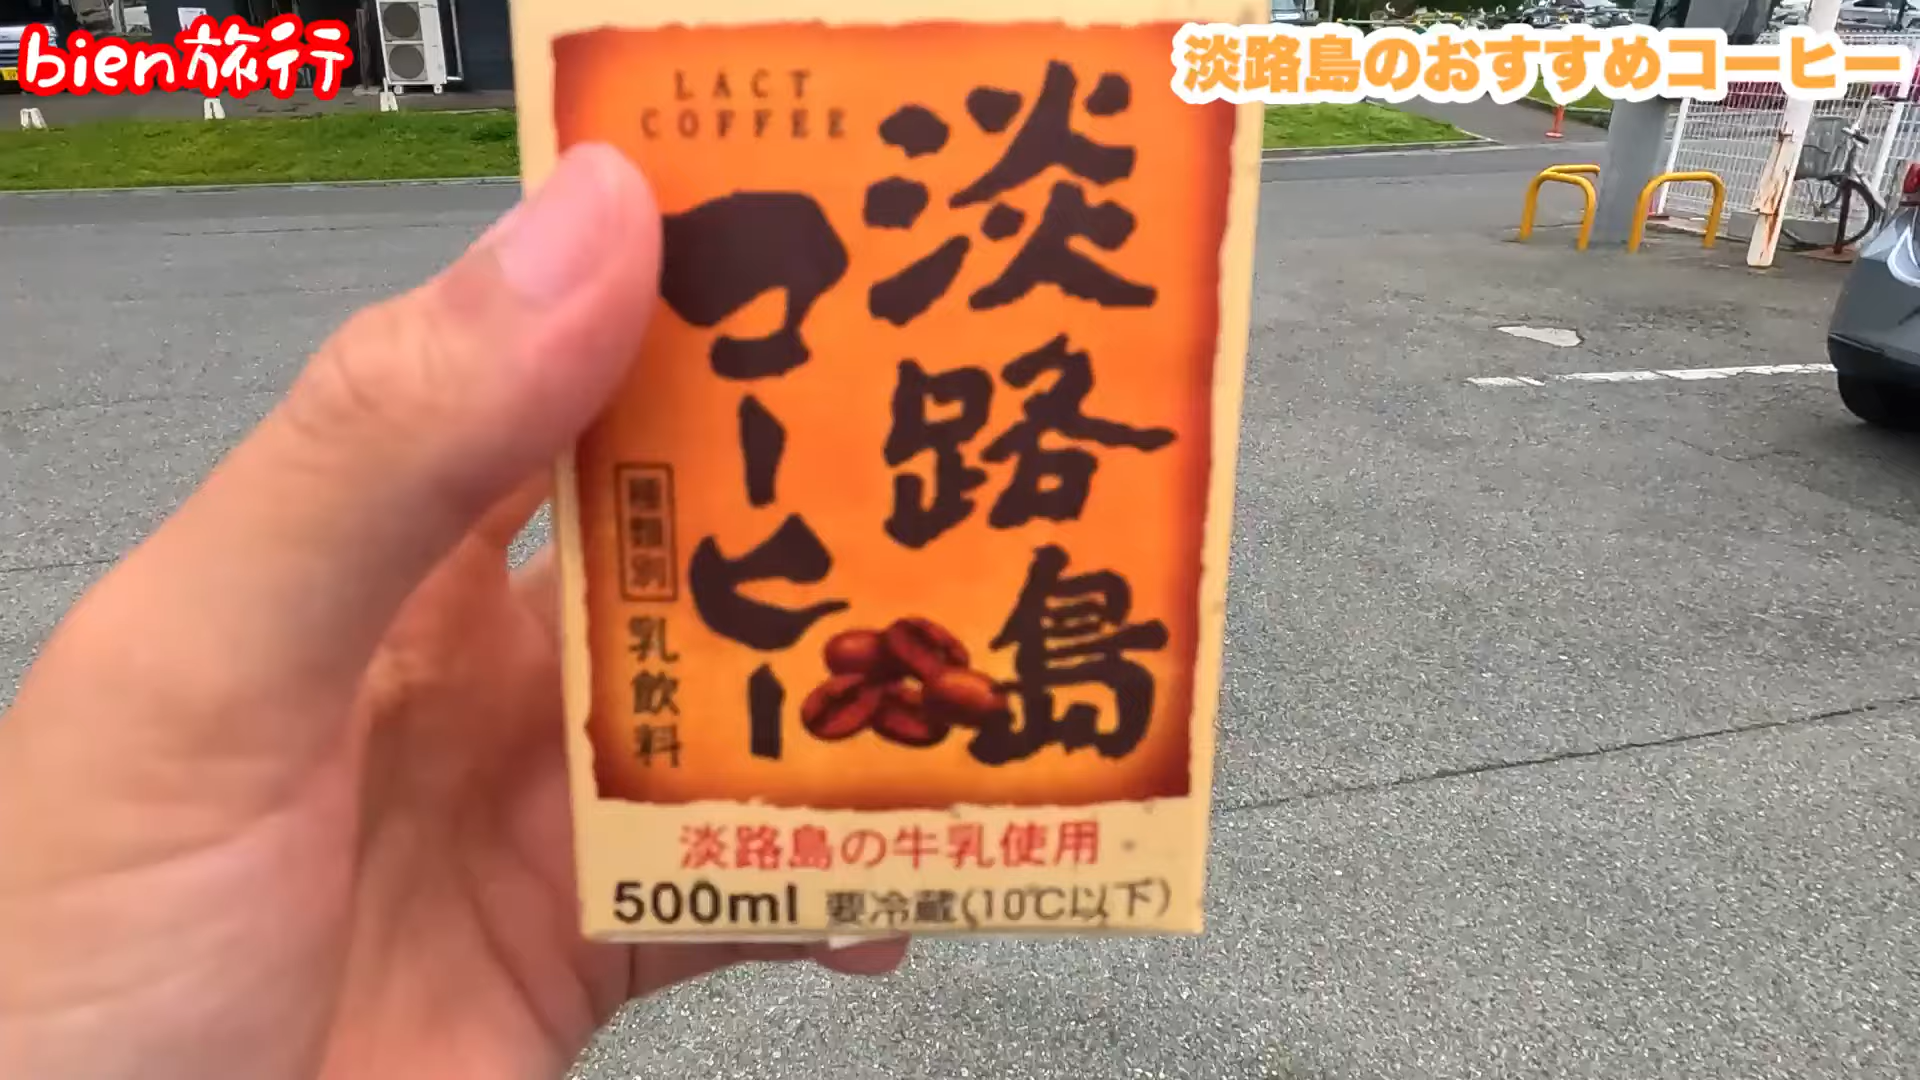 bien旅行
淡路島のおすすめコーヒー
LACT
COFFEE
淡路島
コーヒー
種類別
乳飲料
淡路島の牛乳使用
500ml 要冷蔵(10℃以下)